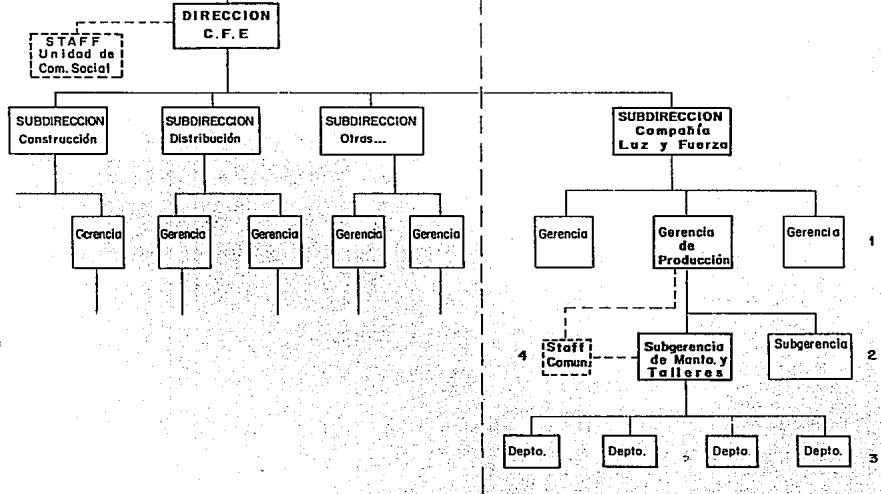 DIRECCION
C.F.E
STAFF
Unidad de
Com. Social
SUBDIRECCION
Construcción
SUBDIRECCION
Distribución
SUBDIRECCION
Otras...
SUBDIRECCION
Compañía
Luz y Fuerza
Gerencia
Gerencia
Gerencia
Gerencia
Gerencia
Gerencia
Gerencia
de
Producción
Gerencia
1
4
Staff
Comun.
Subgerencia
de Manto. y
Talleres
Subgerencia
2
Depto.
Depto.
Depto.
Depto.
3